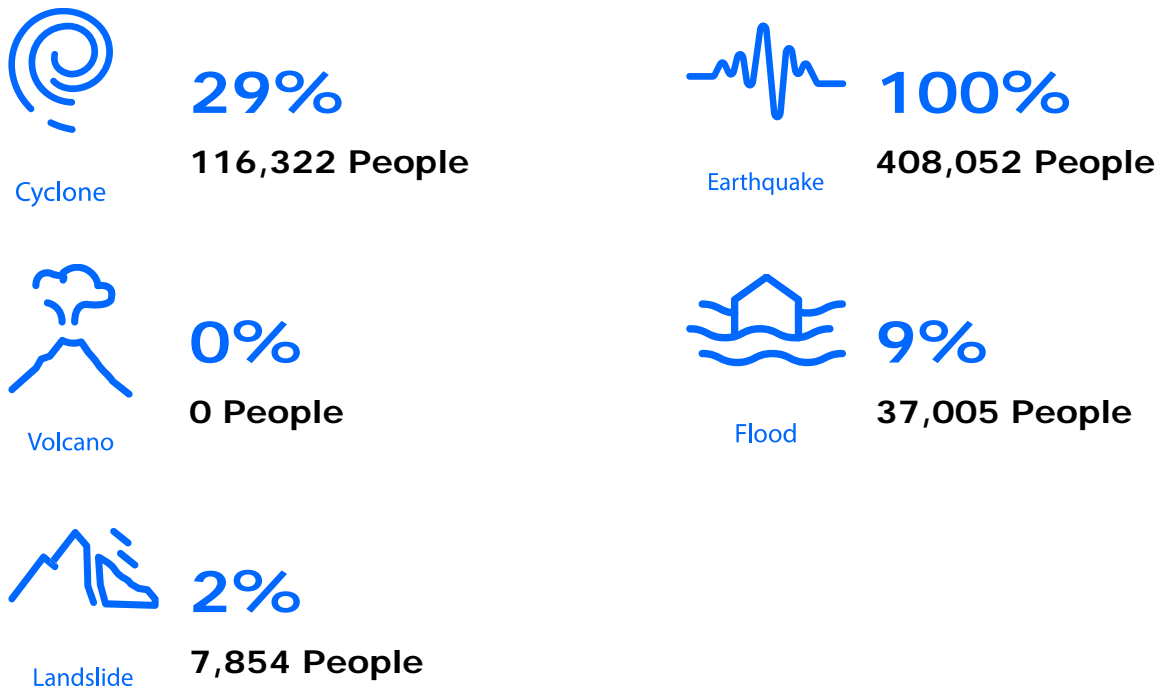 29%
116,322 People
Cyclone
100%
408,052 People
Earthquake
0%
0 People
Volcano
9%
37,005 People
Flood
2%
7,854 People
Landslide